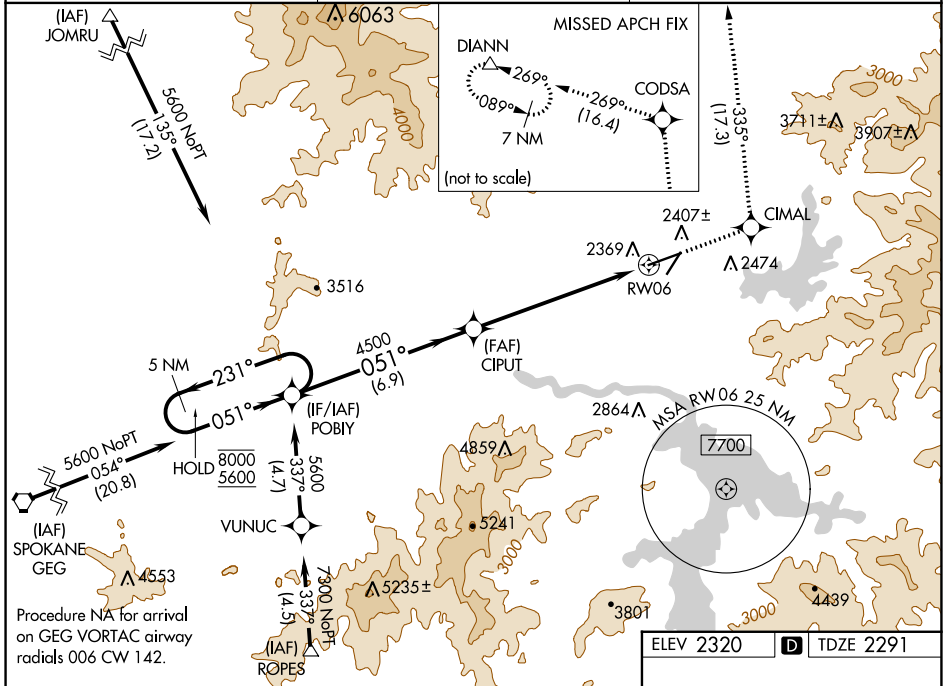 (IAF)
JOMRU
6063
5600 NoPT
135°
(17.2)
4000
MISSED APCH FIX
DIANN
269°
089°
7 NM
269°
(16.4)
CODSA
(not to scale)
335°
(17.3)
3000
3711±
3907±
2407±
CIMAL
2369
2474
RW06
3516
4500
051°
(6.9)
(FAF)
CIPUT
5 NM
231°
051°
(IF/IAF)
POBIY
HOLD
8000
5600
5600 NoPT
054°
(20.8)
(IAF)
SPOKANE
GEG
5600
337°
(4.7)
VUNUC
7300 NoPT
337°
(4.5)
(IAF)
ROPES
2864
MSA RW06 25 NM
7700
4859
5241
3000
5235±
4553
3801
3000
4439
Procedure NA for arrival
on GEG VORTAC airway
radials 006 CW 142.
ELEV 2320 D TDZE 2291